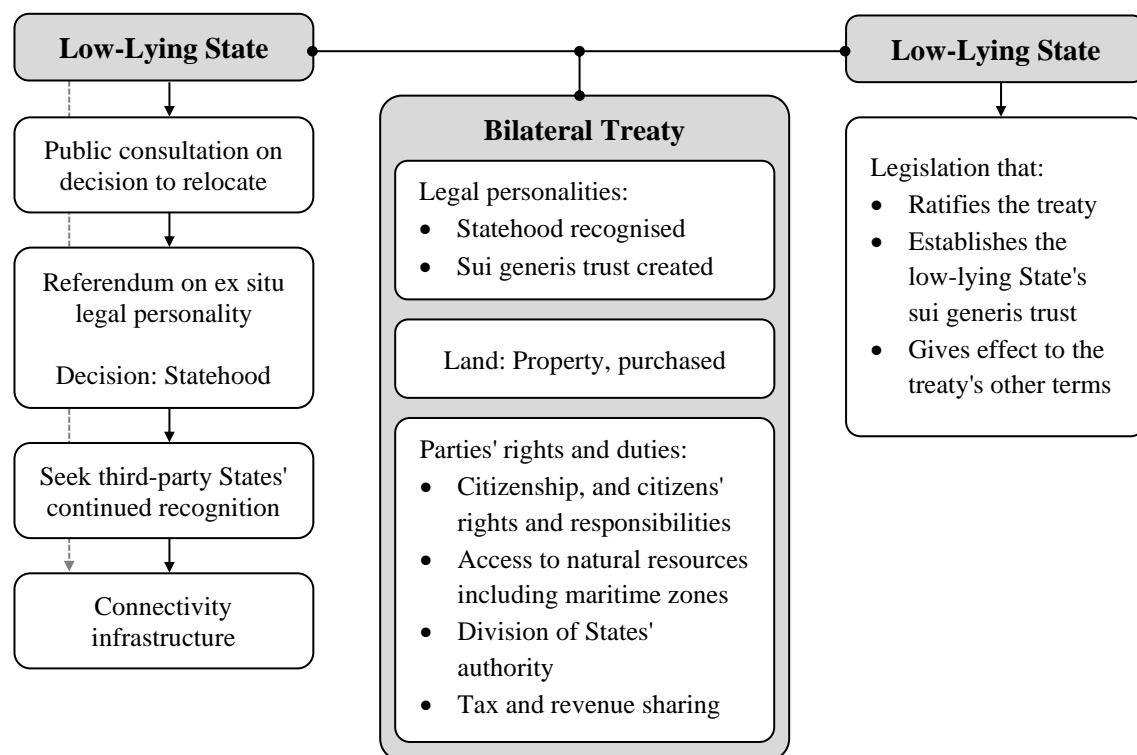 Low-Lying State
Public consultation on
decision to relocate
Referendum on ex situ
legal personality
Decision: Statehood
Seek third-party States'
continued recognition
Connectivity
infrastructure
Bilateral Treaty
Legal personalities:
• Statehood recognised
• Sui generis trust created
Land: Property, purchased
Parties' rights and duties:
• Citizenship, and citizens'
rights and responsibilities
• Access to natural resources
including maritime zones
• Division of States'
authority
• Tax and revenue sharing
Low-Lying State
Legislation that:
• Ratifies the treaty
• Establishes the
low-lying State's
sui generis trust
• Gives effect to the
treaty's other terms